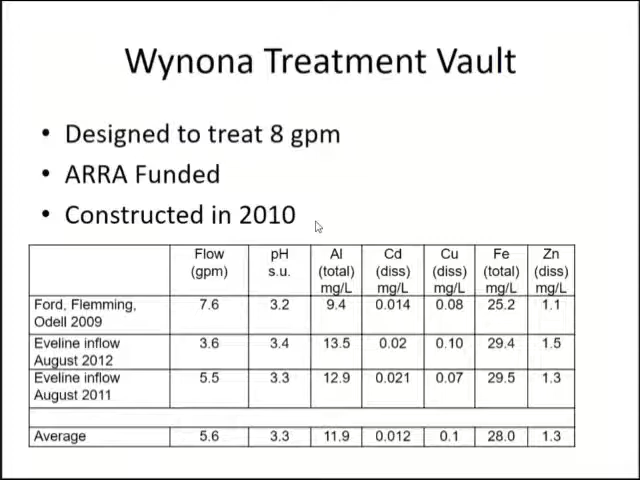 Wynona Treatment Vault
• Designed to treat 8 gpm
• ARRA Funded
• Constructed in 2010
Flow (gpm) pH s.u. Al (total) mg/L Cd (diss) mg/L Cu (diss) mg/L Fe (total) mg/L Zn (diss) mg/L
Ford, Flemming, Odell 2009 7.6 3.2 9.4 0.014 0.08 25.2 1.1
Eveline inflow August 2012 3.6 3.4 13.5 0.02 0.10 29.4 1.5
Eveline inflow August 2011 5.5 3.3 12.9 0.021 0.07 29.5 1.3
Average 5.6 3.3 11.9 0.012 0.1 28.0 1.3